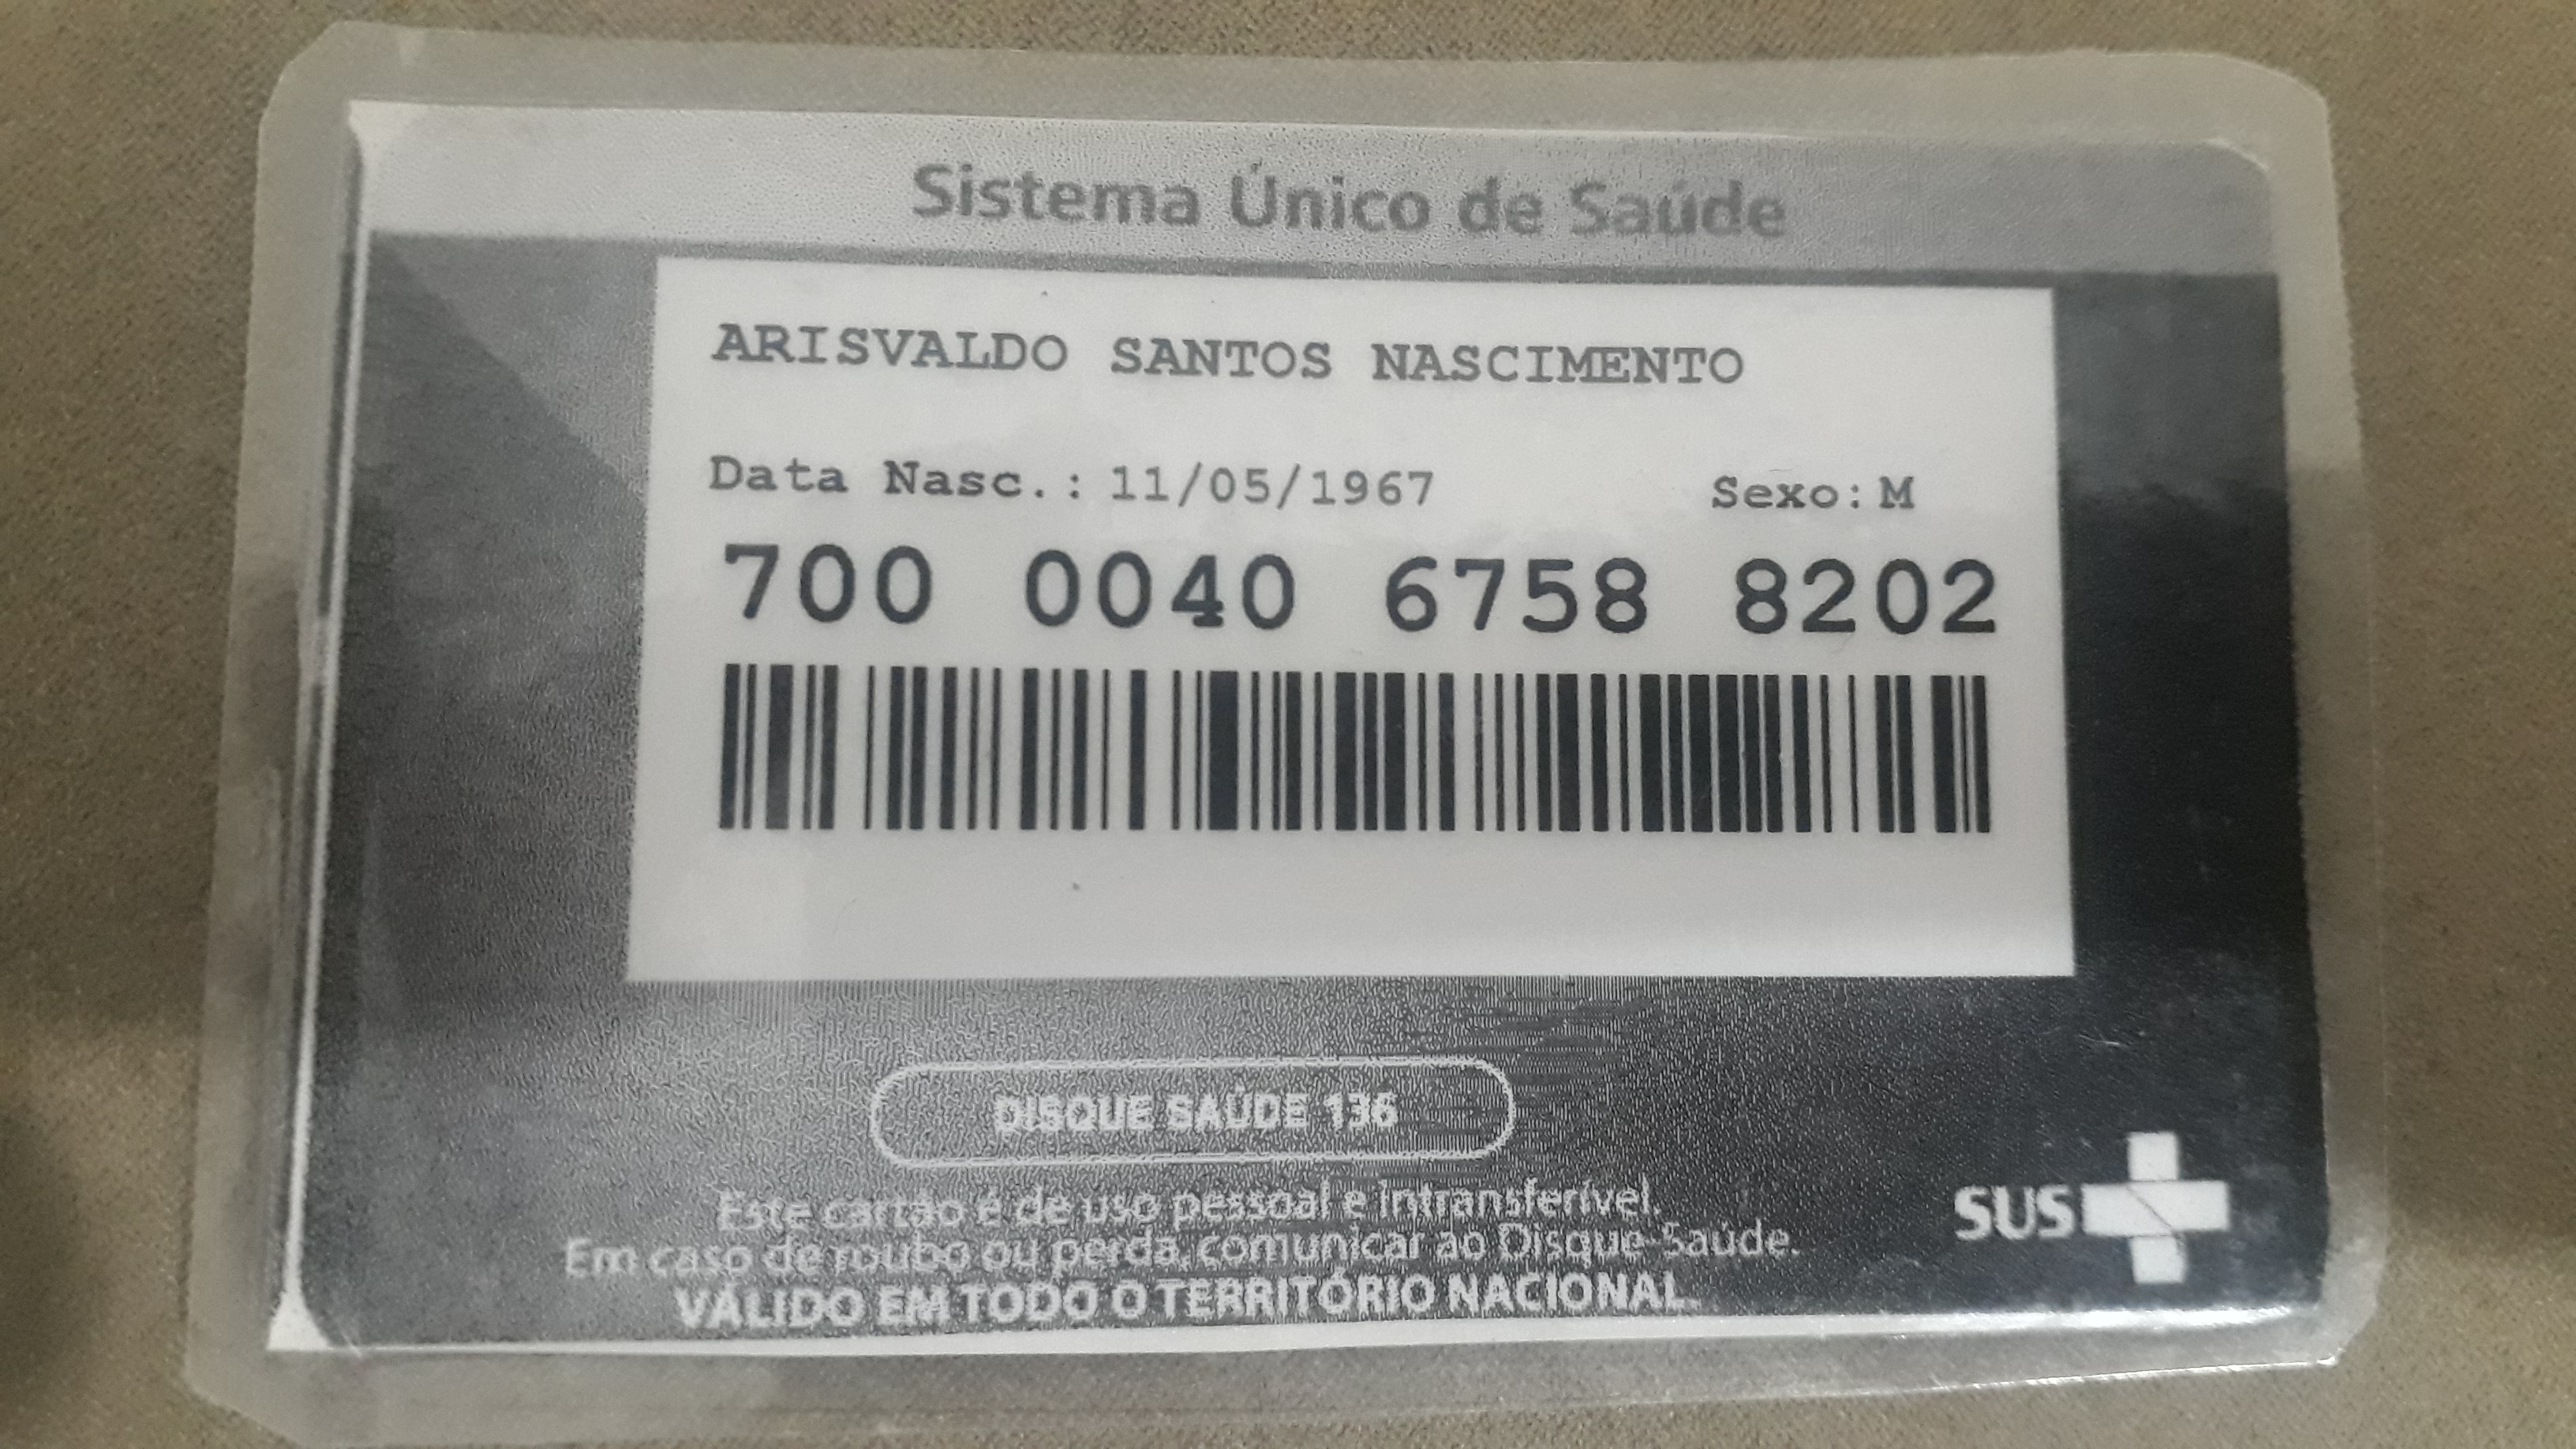 Sistema Único de Saúde
ARISVALDO SANTOS NASCIMENTO
Data Nasc.: 11/05/1967 Sexo: M
700 0040 6758 8202
DISQUE SAÚDE 136
Este cartão é de uso pessoal e intransferível.
Em caso de roubo ou perda, comunicar ao Disque-Saúde.
VÁLIDO EM TODO O TERRITÓRIO NACIONAL.
SUS